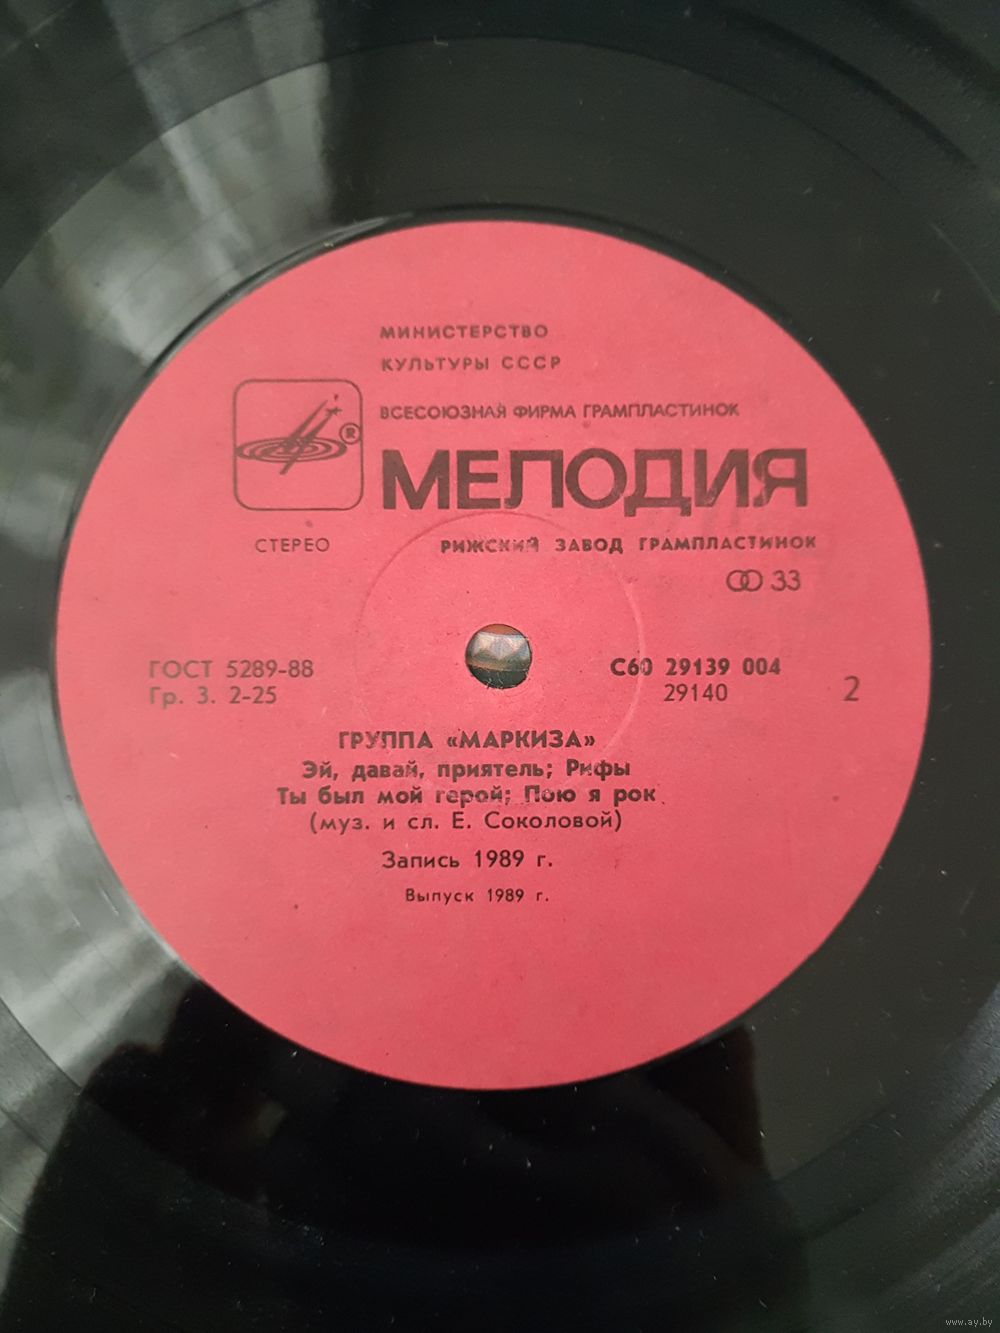 МИНИСТЕРСТВО
КУЛЬТУРЫ СССР
ВСЕСОЮЗНАЯ ФИРМА ГРАМПЛАСТИНОК
®
МЕЛОДИЯ
СТЕРЕО
РИЖСКИЙ ЗАВОД ГРАМПЛАСТИНОК
33
ГОСТ 5289-88
Гр. 3. 2-25
С60 29139 004
29140
2
ГРУППА «МАРКИЗА»
Эй, давай, приятель; Рифы
Ты был мой герой; Пою я рок
(муз. и сл. Е. Соколовой)
Запись 1989 г.
Выпуск 1989 г.
www.ay.by